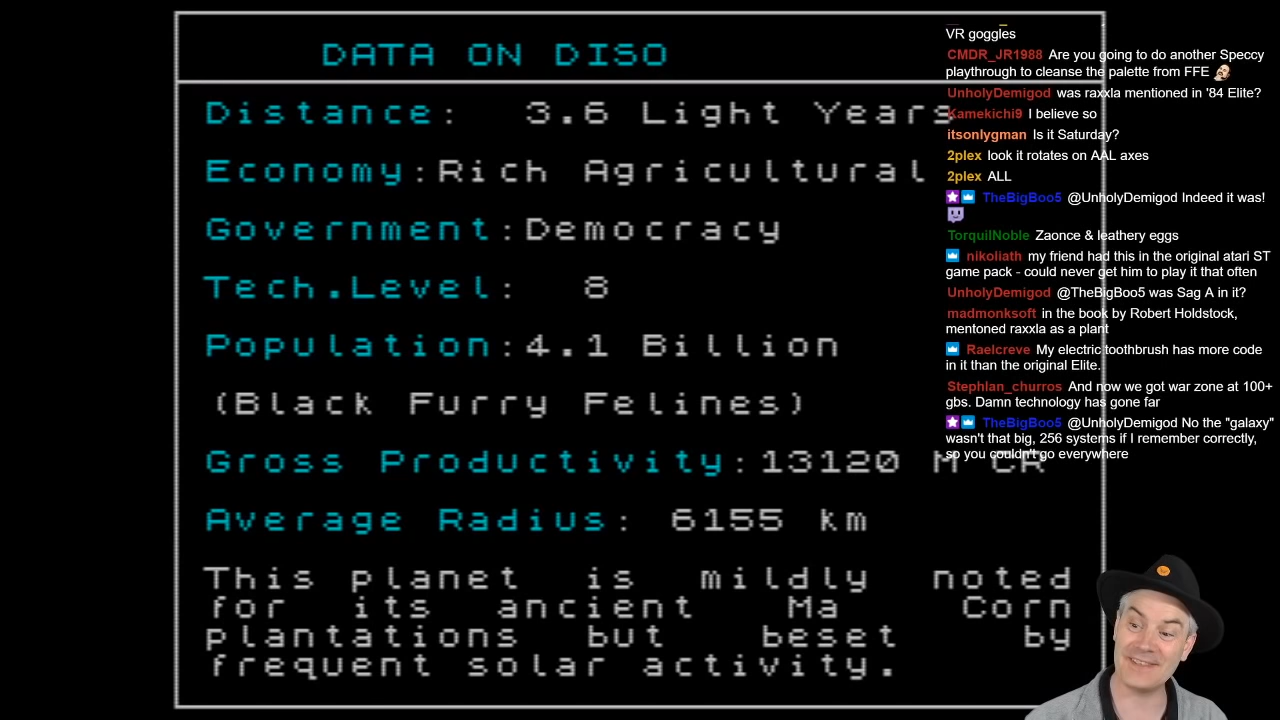 DATA ON DISO
Distance: 3.6 Light Years
Economy:Rich Agricultural
Government:Democracy
Tech.Level: 8
Population:4.1 Billion
(Black Furry Felines)
Gross Productivity:13120 M CR
Average Radius: 6155 km
This planet is mildly noted
for its ancient Ma Corn
plantations but beset by
frequent solar activity.
VR goggles
CMDR_JR1988 Are you going to do another Speccy
playthrough to cleanse the palette from FFE
UnholyDemigod was raxxla mentioned in '84 Elite?
Kamekichi9 I believe so
itsonlygman Is it Saturday?
2plex look it rotates on AAL axes
2plex ALL
TheBigBoo5 @UnholyDemigod Indeed it was!
TorquilNoble Zaonce & leathery eggs
nikoliath my friend had this in the original atari ST
game pack - could never get him to play it that often
UnholyDemigod @TheBigBoo5 was Sag A in it?
madmonksoft in the book by Robert Holdstock,
mentoned raxxla as a plant
Raelcreve My electric toothbrush has more code
in it than the original Elite.
Stephlan_churros And now we got war zone at 100+
gbs. Damn technology has gone far
TheBigBoo5 @UnholyDemigod No the "galaxy"
wasn't that big, 256 systems if I remember correctly,
so you couldn't go everywhere